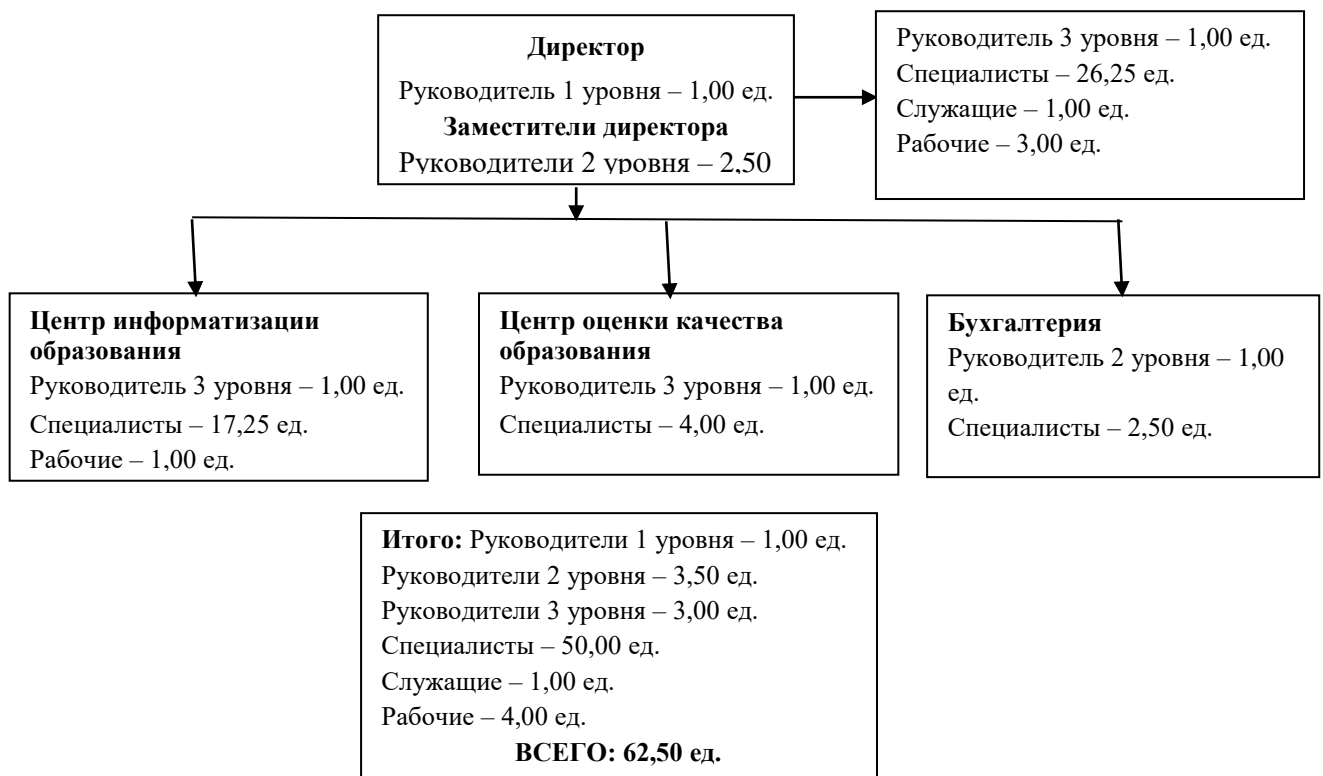 Директор
Руководитель 1 уровня – 1,00 ед.
Заместители директора
Руководители 2 уровня – 2,50
Руководитель 3 уровня – 1,00 ед.
Специалисты – 26,25 ед.
Служащие – 1,00 ед.
Рабочие – 3,00 ед.
Центр информатизации
образования
Руководитель 3 уровня – 1,00 ед.
Специалисты – 17,25 ед.
Рабочие – 1,00 ед.
Центр оценки качества
образования
Руководитель 3 уровня – 1,00 ед.
Специалисты – 4,00 ед.
Бухгалтерия
Руководитель 2 уровня – 1,00
ед.
Специалисты – 2,50 ед.
Итого: Руководители 1 уровня – 1,00 ед.
Руководители 2 уровня – 3,50 ед.
Руководители 3 уровня – 3,00 ед.
Специалисты – 50,00 ед.
Служащие – 1,00 ед.
Рабочие – 4,00 ед.
ВСЕГО: 62,50 ед.